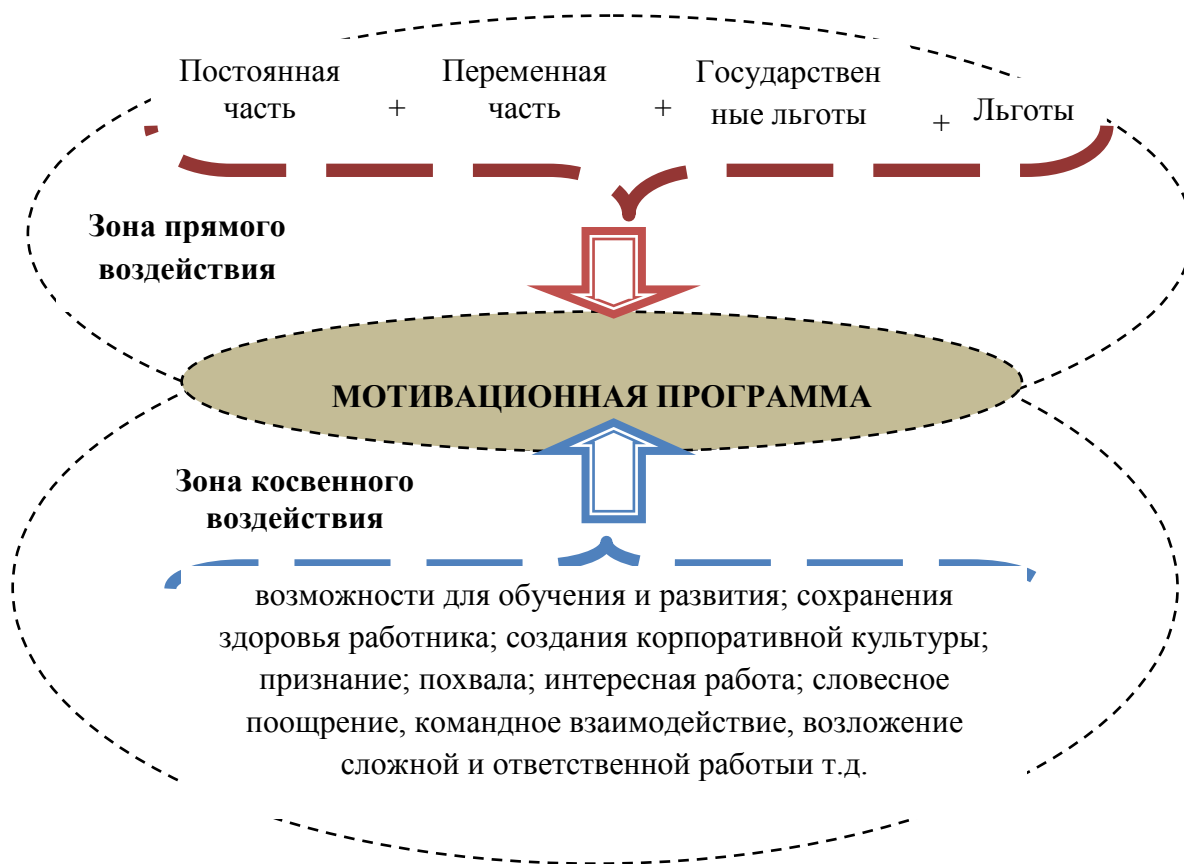 Постоянная
часть
+
Переменная
часть
+
Государствен
ные льготы
+
Льготы
Зона прямого
воздействия
МОТИВАЦИОННАЯ ПРОГРАММА
Зона косвенного
воздействия
возможности для обучения и развития; сохранения
здоровья работника; создания корпоративной культуры;
признание; похвала; интересная работа; словесное
поощрение, командное взаимодействие, возложение
сложной и ответственной работыи т.д.